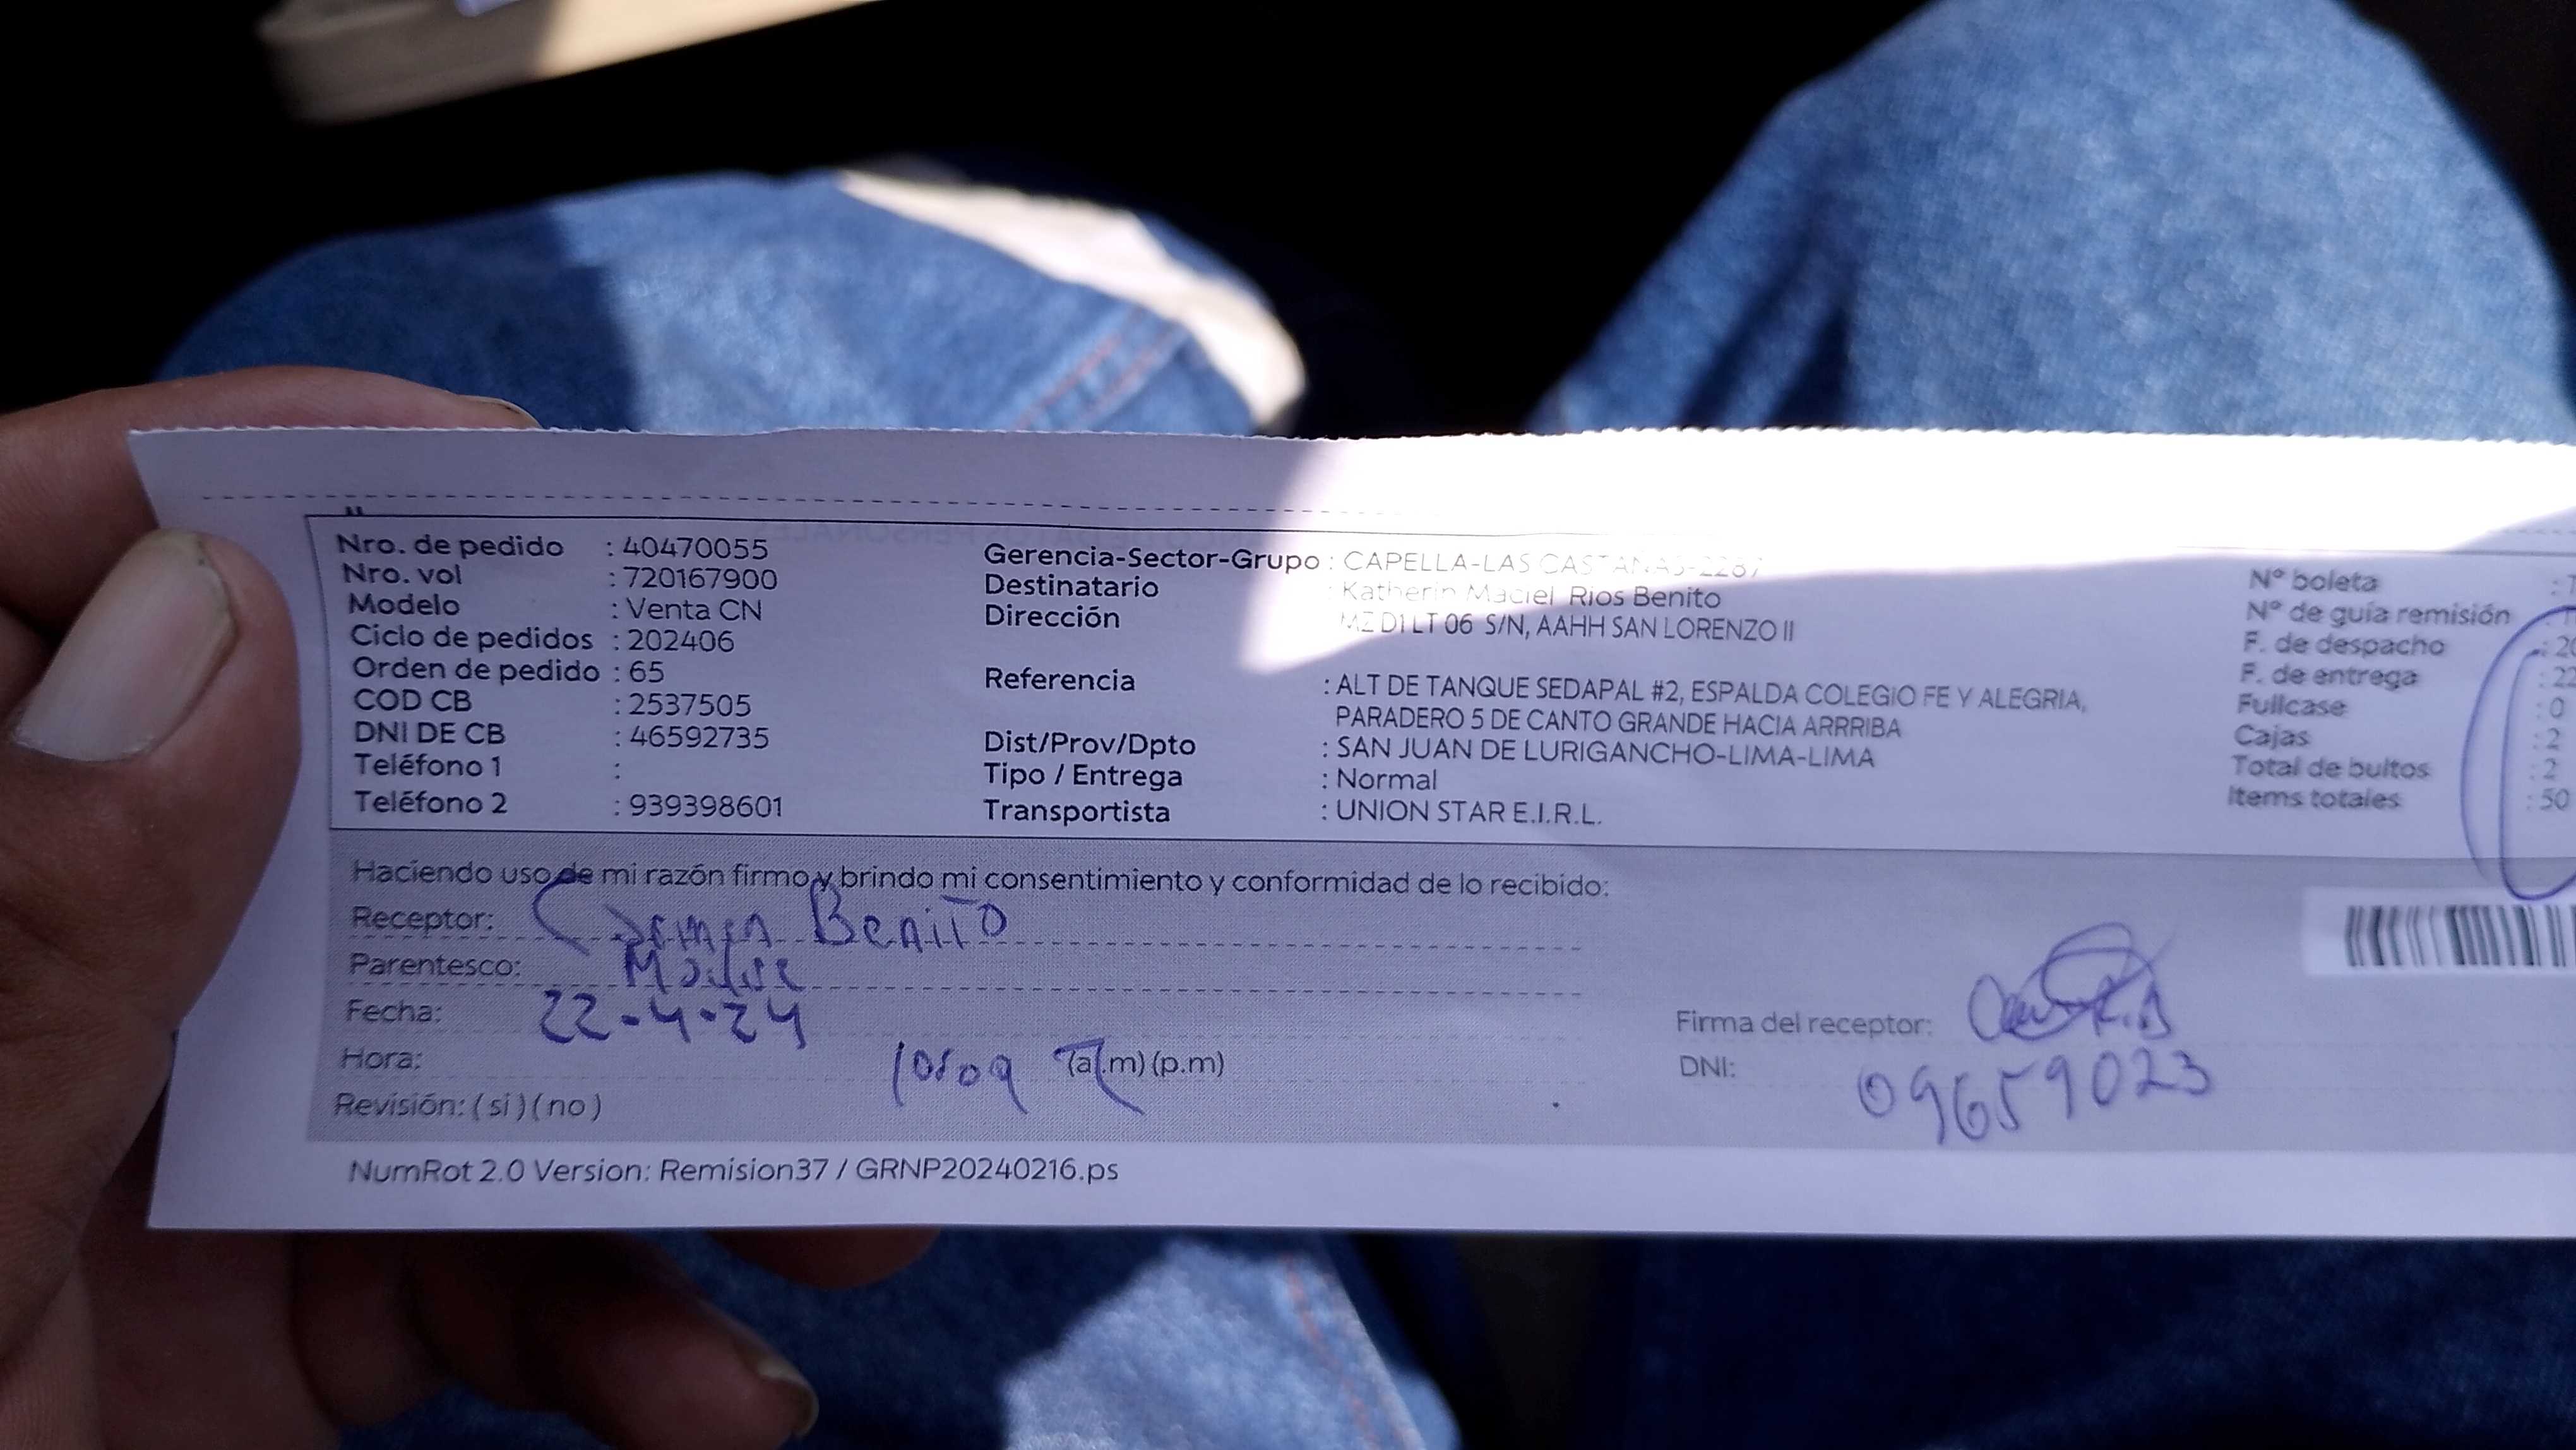 Nro. de pedido : 40470055
Nro. vol : 720167900
Modelo : Venta CN
Ciclo de pedidos : 202406
Orden de pedido : 65
COD CB : 2537505
DNI DE CB : 46592735
Teléfono 1 :
Teléfono 2 : 939398601
Gerencia-Sector-Grupo : CAPELLA-LAS CASTANAS-2287
Destinatario : Katherin Maciel Rios Benito
Dirección : MZ D1 LT 06 S/N, AAHH SAN LORENZO II
Referencia : ALT DE TANQUE SEDAPAL #2, ESPALDA COLEGIO FE Y ALEGRIA,
PARADERO 5 DE CANTO GRANDE HACIA ARRRIBA
Dist/Prov/Dpto : SAN JUAN DE LURIGANCHO-LIMA-LIMA
Tipo / Entrega : Normal
Transportista : UNION STAR E.I.R.L.
Nº boleta :
Nº de guía remisión :
F. de despacho : 20
F. de entrega : 22
Fullcase : 0
Cajas : 2
Total de bultos : 2
Items totales : 50
Haciendo uso de mi razón firmo y brindo mi consentimiento y conformidad de lo recibido:
Receptor: Carmen Benito
Parentesco: Madre
Fecha: 22-4-24
Hora: (a.m) (p.m)
Revisión: (si) (no)
Firma del receptor:
DNI: 09659023
NumRot 2.0 Version: Remision37 / GRNP20240216.ps